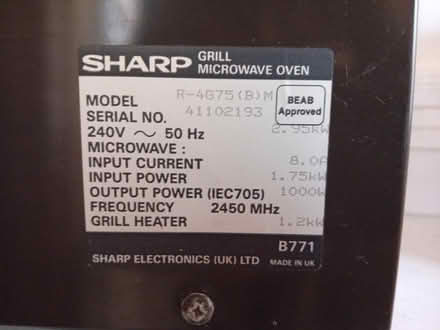 SHARP GRILL
MICROWAVE OVEN
MODEL R-4G75(B)M
BEAB
Approved
SERIAL NO. 41102193
240V ~ 50 Hz 2.95kW
MICROWAVE :
INPUT CURRENT 8.0A
INPUT POWER 1.75kW
OUTPUT POWER (IEC705) 1000W
FREQUENCY 2450 MHz
GRILL HEATER 1.2kW
B771
SHARP ELECTRONICS (UK) LTD MADE IN UK